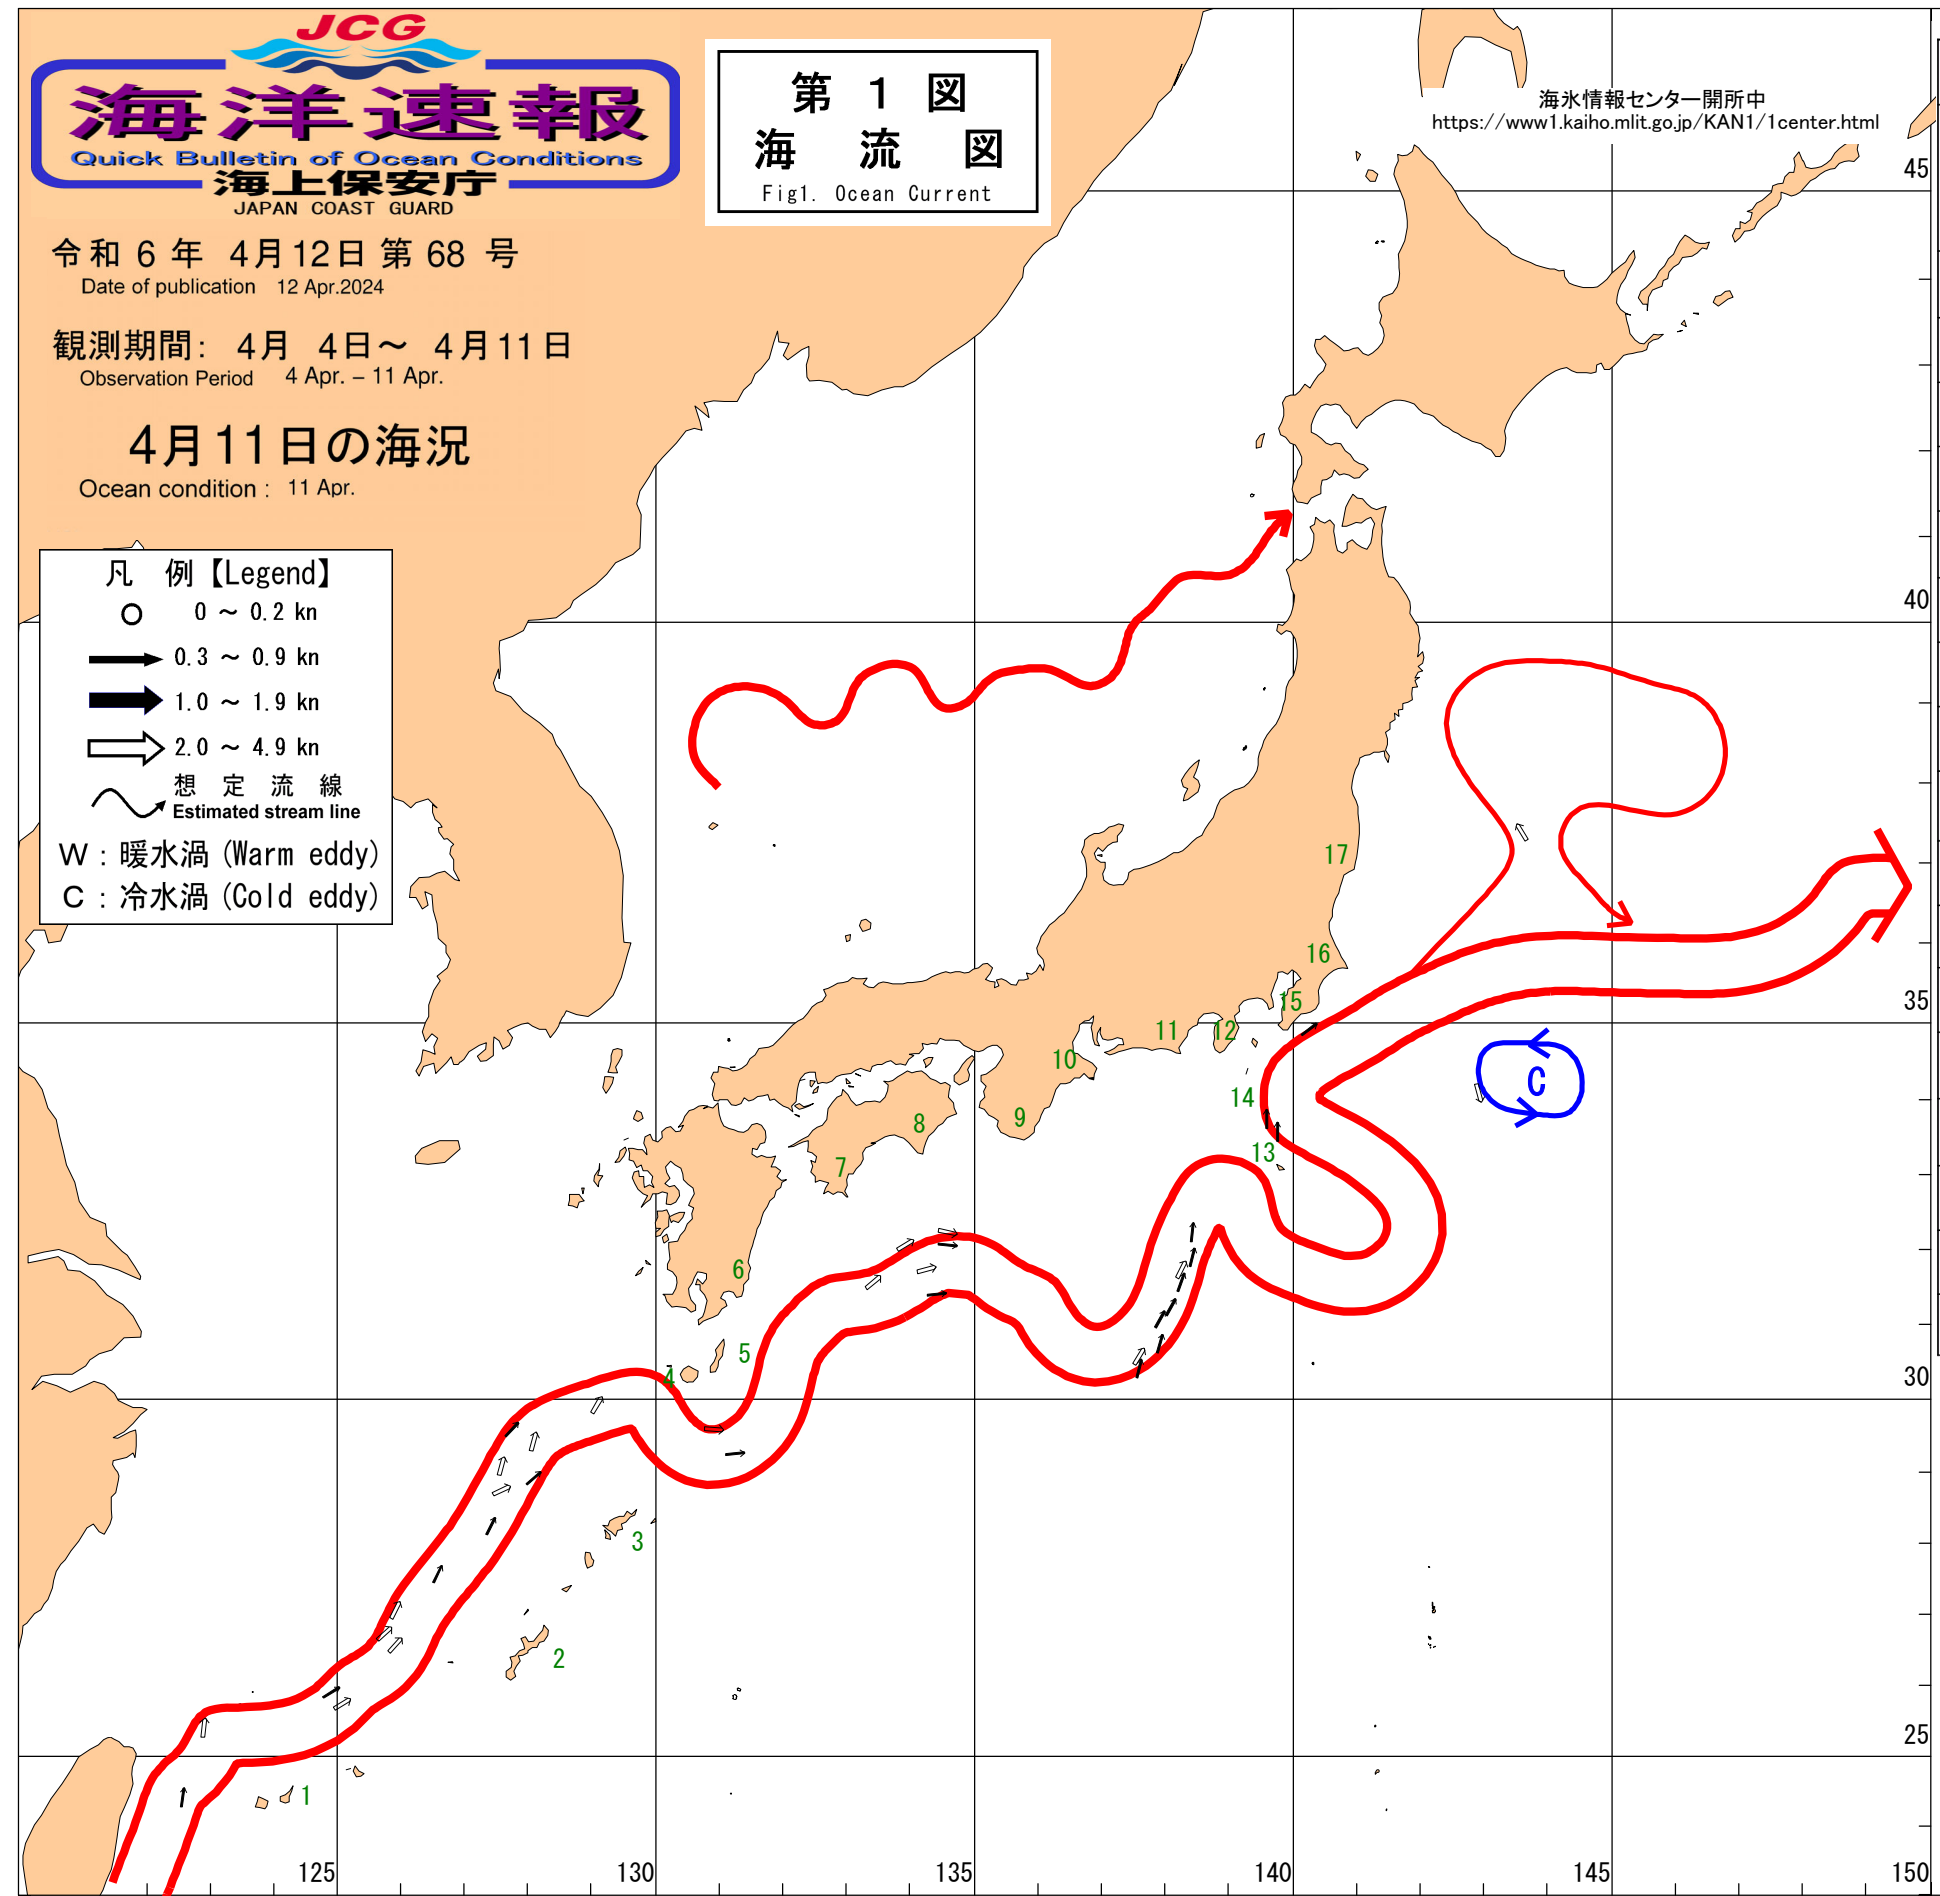 JCG
海洋速報
Quick Bulletin of Ocean Conditions
海上保安庁
JAPAN COAST GUARD
令和 6 年 4月12日 第 68 号
Date of publication 12 Apr.2024
観測期間: 4月 4日～ 4月11日
Observation Period 4 Apr. – 11 Apr.
4月11日の海況
Ocean condition : 11 Apr.
第 1 図
海 流 図
Fig1. Ocean Current
海氷情報センター開所中
https://www1.kaiho.mlit.go.jp/KAN1/1center.html
凡 例【Legend】
0 ～ 0.2 kn
0.3 ～ 0.9 kn
1.0 ～ 1.9 kn
2.0 ～ 4.9 kn
想 定 流 線
Estimated stream line
W : 暖水渦 (Warm eddy)
C : 冷水渦 (Cold eddy)
45
40
17
16
15
35
11
12
10
C
14
9
8
13
7
6
5
4
30
3
2
25
1
125
130
135
140
145
150